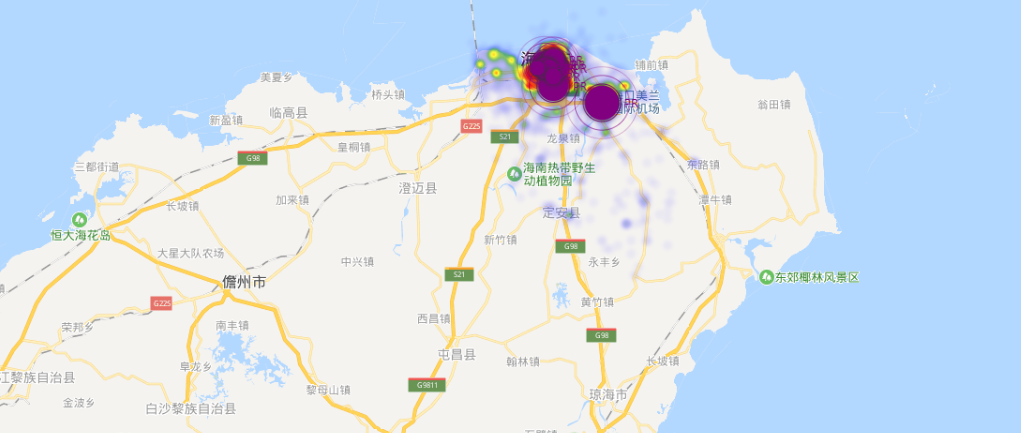 美夏乡
桥头镇
铺前镇
临高县
新盈镇
G225
翁田镇
S21
龙泉镇
皇桐镇
G98
三都街道
海南热带野生
动植物园
东路镇
澄迈县
加来镇
潭牛镇
长坡镇
定安县
恒大海花岛
新竹镇
G98
大星大队农场
中兴镇
永丰乡
S21
东郊椰林风景区
儋州市
G225
黄竹镇
西昌镇
荣邦乡
南丰镇
G98
屯昌县
翰林镇
长坡镇
阜龙乡
江黎族自治县
G9811
黎母山镇
琼海市
金波乡
白沙黎族自治县